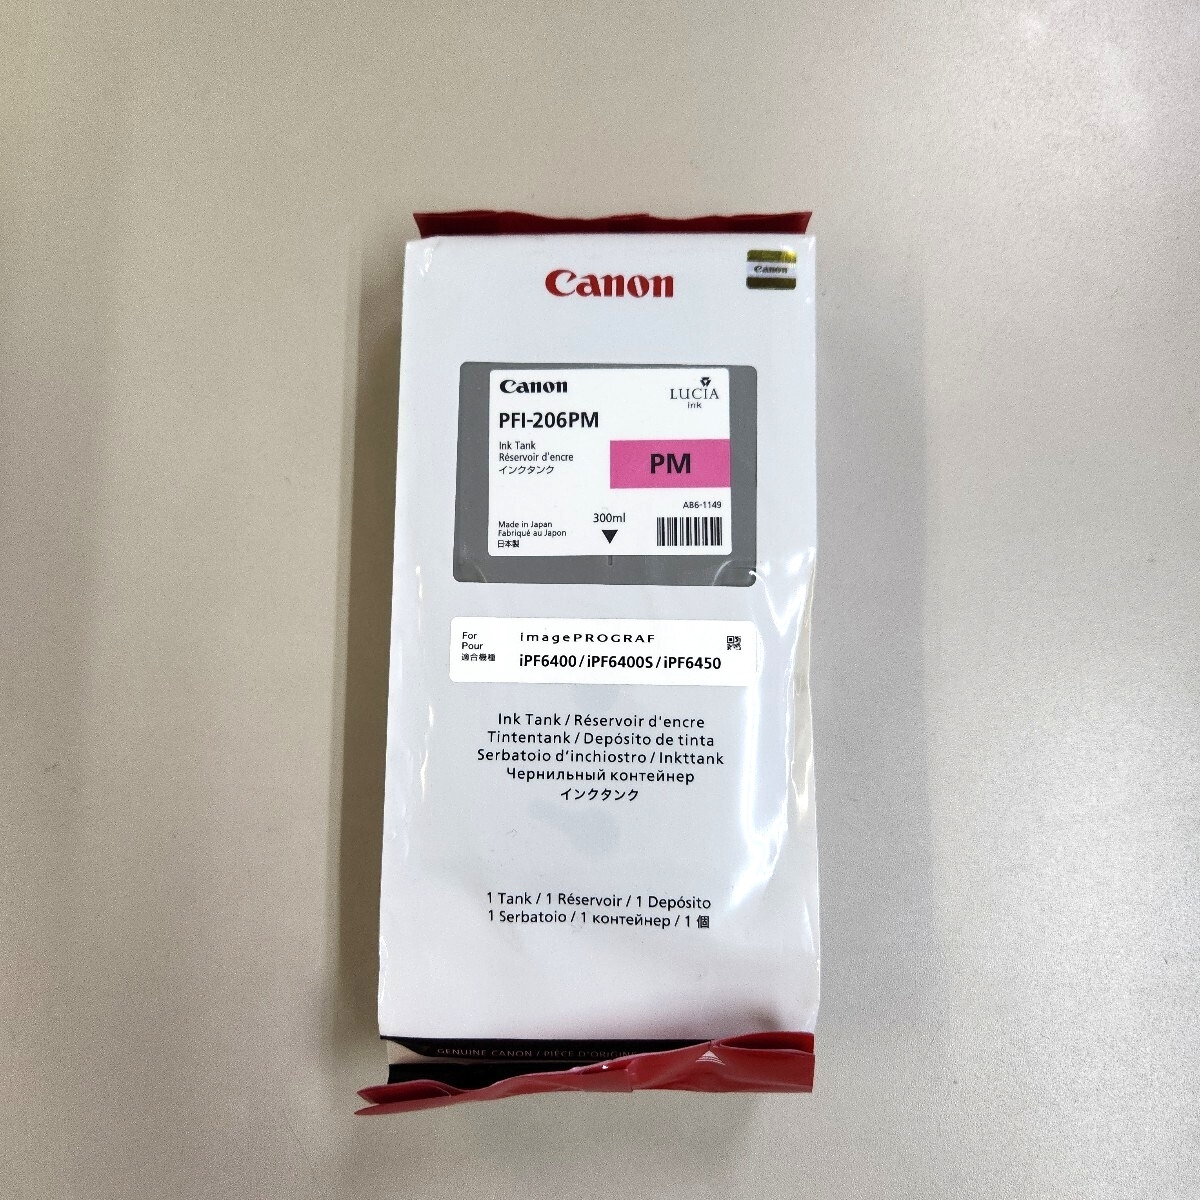 Canon
Canon
Canon
LUCIA
ink
PFI-206PM
Ink Tank
Réservoir d'encre
インクタンク
PM
AB6-1149
300ml
Made in Japan
Fabriqué au Japon
日本製
For
Pour
適合機種
imagePROGRAF
iPF6400/iPF6400S/iPF6450
Ink Tank / Réservoir d'encre
Tintentank / Depósito de tinta
Serbatoio d'inchiostro / Inkttank
Чернильный контейнер
インクタンク
1 Tank / 1 Réservoir / 1 Depósito
1 Serbatoio / 1 контейнер / 1 個
GENUINE CANON / PIÈCE D'ORIGIN